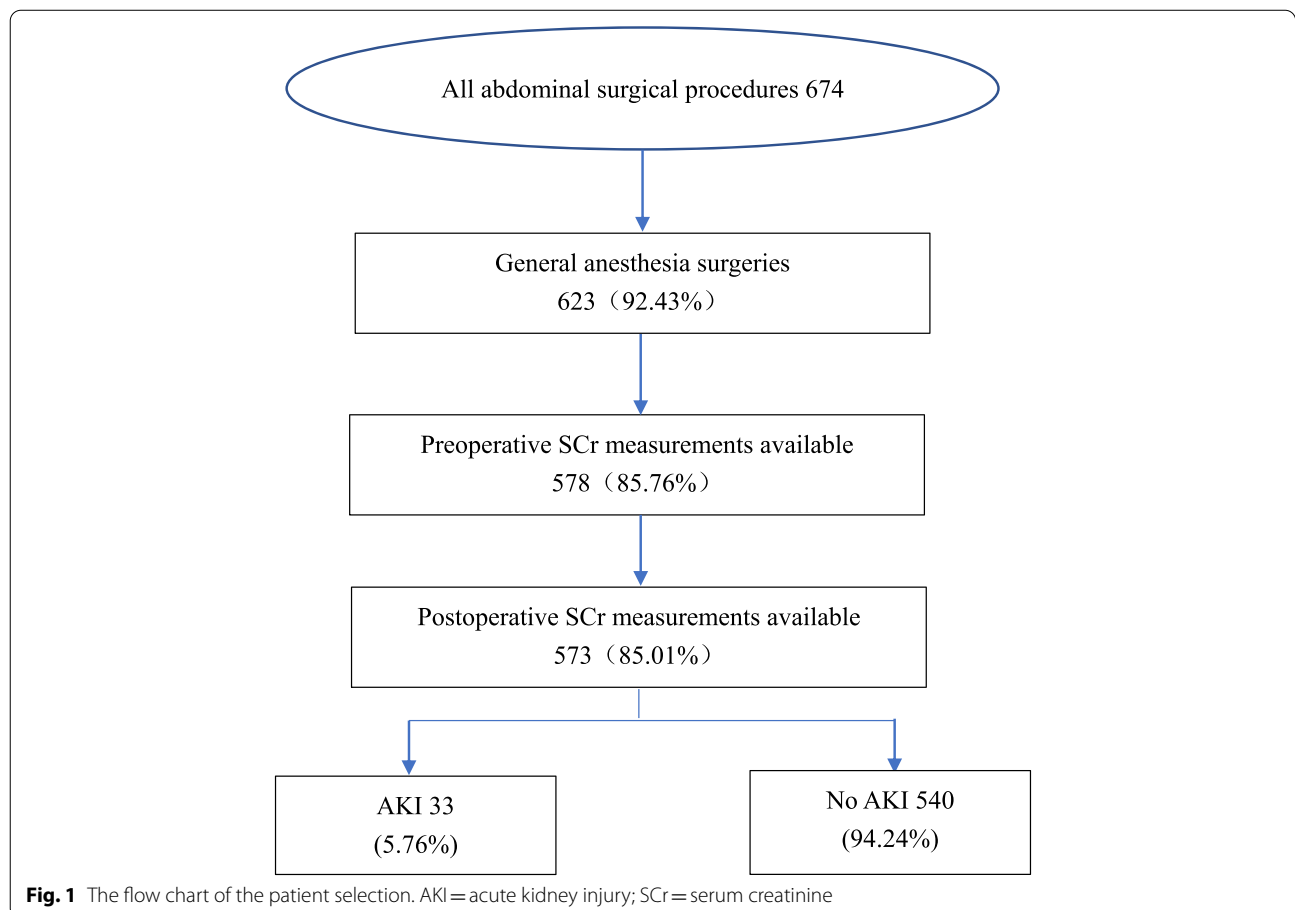 All abdominal surgical procedures 674
General anesthesia surgeries
623（92.43%）
Preoperative SCr measurements available
578（85.76%）
Postoperative SCr measurements available
573（85.01%）
AKI 33
(5.76%)
No AKI 540
(94.24%)
Fig. 1 The flow chart of the patient selection. AKI = acute kidney injury; SCr = serum creatinine